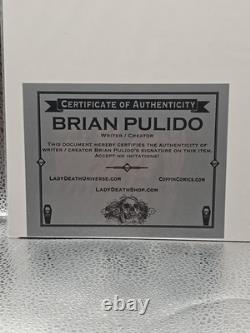 Certificate of Authenticity
BRIAN PULIDO
Writer / Creator
This document hereby certifies the authenticity of
writer / creator Brian Pulido's signature on this item.
Accept no imitations!
LadyDeathUniverse.com CoffinComics.com
LadyDeathShop.com